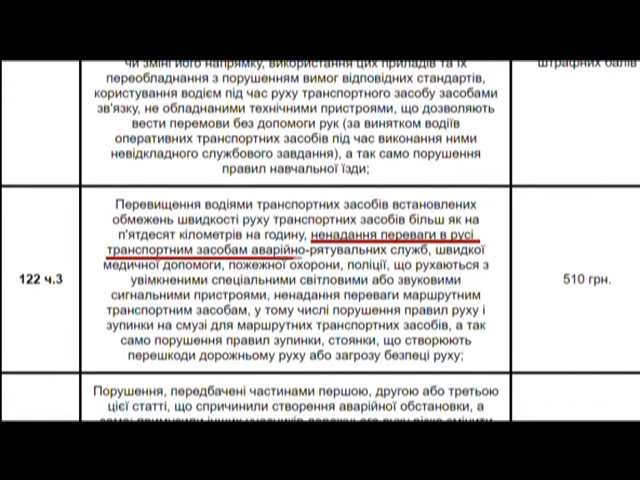 чи зміні його напрямку, використання цих приладів та їх
переобладнання з порушенням вимог відповідних стандартів,
користування водієм під час руху транспортного засобу засобами
зв'язку, не обладнаними технічними пристроями, що дозволяють
вести перемови без допомоги рук (за винятком водіїв
оперативних транспортних засобів під час виконання ними
невідкладного службового завдання), а так само порушення
правил навчальної їзди;
штрафних балів
122 ч.3
Перевищення водіями транспортних засобів встановлених
обмежень швидкості руху транспортних засобів більш як на
п'ятдесят кілометрів на годину, ненадання переваги в русі
транспортним засобам аварійно-рятувальних служб, швидкої
медичної допомоги, пожежної охорони, поліції, що рухаються з
увімкненими спеціальними світловими або звуковими
сигнальними пристроями, ненадання переваги маршрутним
транспортним засобам, у тому числі порушення правил руху і
зупинки на смузі для маршрутних транспортних засобів, а так
само порушення правил зупинки, стоянки, що створюють
перешкоди дорожньому руху або загрозу безпеці руху;
510 грн.
Порушення, передбачені частинами першою, другою або третьою
цієї статті, що спричинили створення аварійної обстановки, а